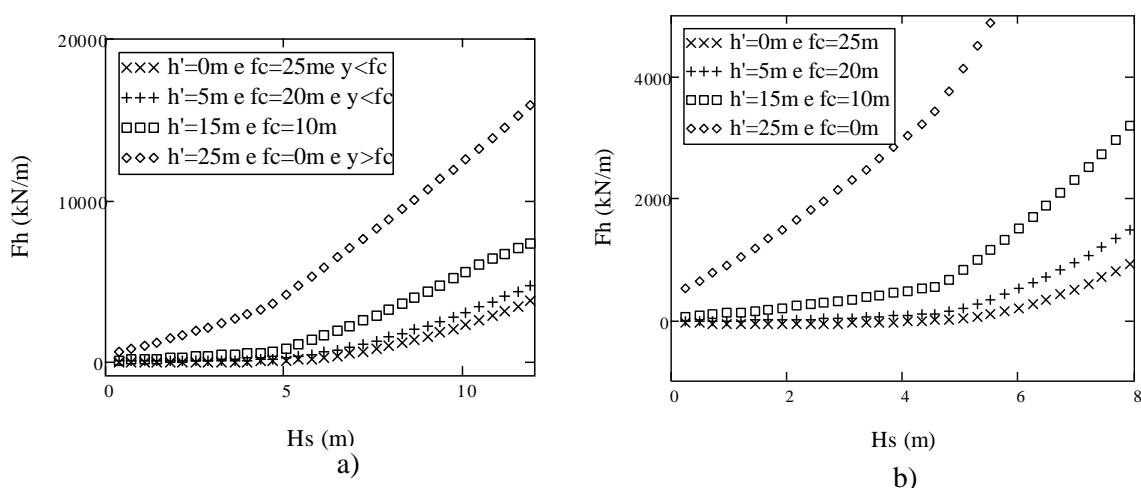 20000
10000
0
Fh (kN/m)
h'=0m e fc=25me y<fc
h'=5m e fc=20m e y<fc
h'=15m e fc=10m
h'=25m e fc=0m e y>fc
0
5
10
Hs (m)
a)
4000
2000
0
Fh (kN/m)
h'=0m e fc=25m
h'=5m e fc=20m
h'=15m e fc=10m
h'=25m e fc=0m
0
2
4
6
8
Hs (m)
b)